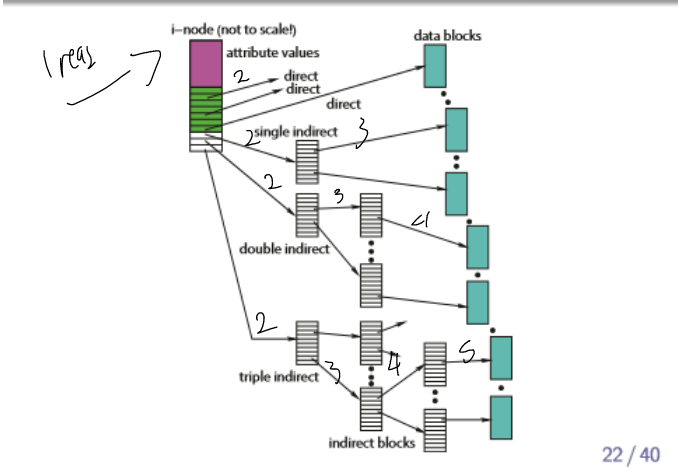 i-node (not to scale!)
data blocks
attribute values
1 read
2
direct
direct
direct
2 single indirect
3
2
3
4
double indirect
2
3
4
5
triple indirect
indirect blocks
22 / 40